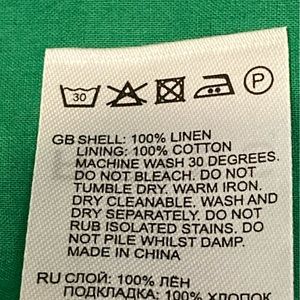 30
P
GB SHELL: 100% LINEN
LINING: 100% COTTON
MACHINE WASH 30 DEGREES.
DO NOT BLEACH. DO NOT
TUMBLE DRY. WARM IRON.
DRY CLEANABLE. WASH AND
DRY SEPARATELY. DO NOT
RUB ISOLATED STAINS. DO
NOT PILE WHILST DAMP.
MADE IN CHINA
RU СЛОЙ: 100% ЛЁН
ПОДКЛАДКА: 100% ХЛОПОК